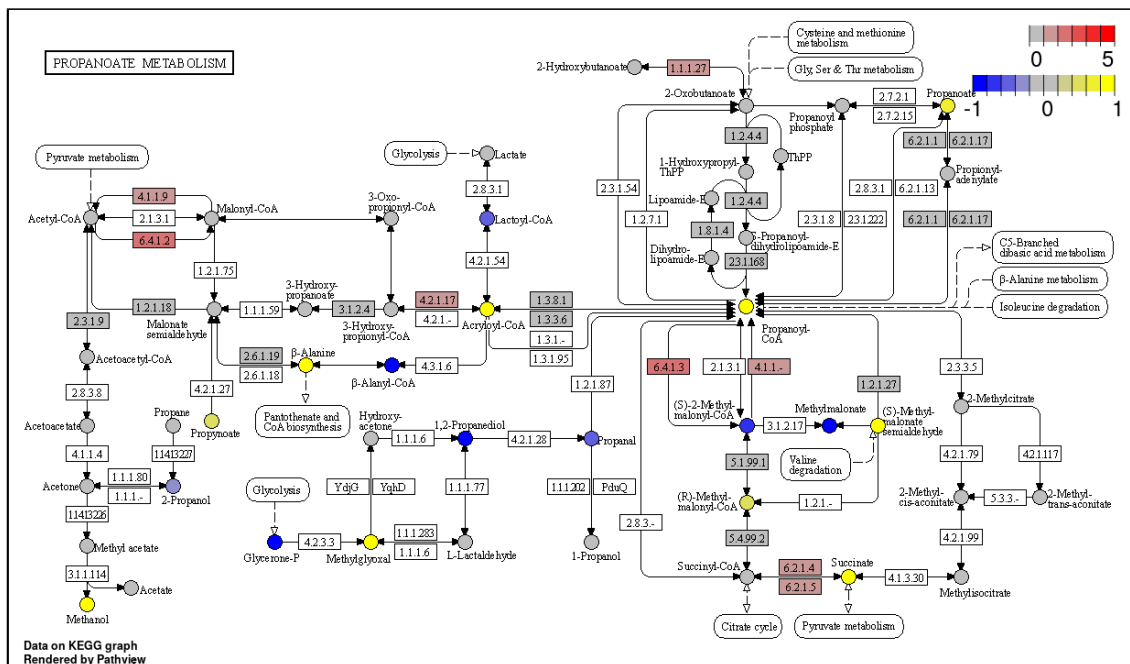 PROPANOATE METABOLISM
Cysteine and methionine
metabolism
Gly, Ser & Thr metabolism
0
5
-1
0
1
2-Hydroxybutanoate
1.1.1.27
2-Oxobutanoate
Propanoyl
phosphate
2.7.2.1
2.7.2.15
Propanoate
Pyruvate metabolism
Glycolysis
Lactate
2.8.3.1
Lactoyl-CoA
4.2.1.54
1.2.4.4
1-Hydroxypropyl-
ThPP
ThPP
6.2.1.1
6.2.1.17
Propionyl-
adenylate
2.3.1.54
1.2.7.1
Lipoamide-E
1.2.4.4
1.8.1.4
S-Propanoyl-
dihydrolipoamide-E
Dihydro-
lipoamide-E
2.3.1.168
2.8.3.1
6.2.1.13
2.3.1.8
2.3.1.222
6.2.1.1
6.2.1.17
C5-Branched
dibasic acid metabolism
β-Alanine metabolism
Isoleucine degradation
4.1.1.9
Acetyl-CoA
2.1.3.1
Malonyl-CoA
6.4.1.2
3-Oxo-
propionyl-CoA
1.2.1.75
3-Hydroxy-
propanoate
1.2.1.18
Malonate
semialdehyde
1.1.1.59
3.1.2.4
3-Hydroxy-
propionyl-CoA
4.2.1.17
4.2.1.-
Acryloyl-CoA
1.3.8.1
1.3.3.6
1.3.1.-
1.3.1.95
Propanoyl-
CoA
2.3.1.9
Acetoacetyl-CoA
2.6.1.19
2.6.1.18
β-Alanine
4.3.1.6
β-Alanyl-CoA
Pantothenate and
CoA biosynthesis
4.2.1.27
Propynoate
2.8.3.8
Acetoacetate
Propane
4.1.1.4
1.14.13.227
Acetone
1.1.1.80
1.1.1.-
2-Propanol
1.14.13.226
Methyl acetate
3.1.1.114
Acetate
Methanol
Hydroxy-
acetone
1.1.1.6
1,2-Propanediol
4.2.1.28
Propanal
1.2.1.87
YdjG
YqhD
1.1.1.77
1.1.1.202
PduQ
Glycolysis
Glycerone-P
4.2.3.3
Methylglyoxal
1.1.1.283
1.1.1.6
L-Lactaldehyde
1-Propanol
6.4.1.3
2.1.3.1
4.1.1.-
1.2.1.27
(S)-2-Methyl-
malonyl-CoA
3.1.2.17
Methylmalonate
(S)-Methyl-
malonate
semialdehyde
Valine
degradation
5.1.99.1
(R)-Methyl-
malonyl-CoA
1.2.1.-
2.8.3.-
5.4.99.2
Succinyl-CoA
6.2.1.4
6.2.1.5
Succinate
4.1.3.30
Methylisocitrate
Citrate cycle
Pyruvate metabolism
2.3.3.5
2-Methylcitrate
4.2.1.79
4.2.1.117
2-Methyl-
cis-aconitate
5.3.3.-
2-Methyl-
trans-aconitate
4.2.1.99
Data on KEGG graph
Rendered by Pathview